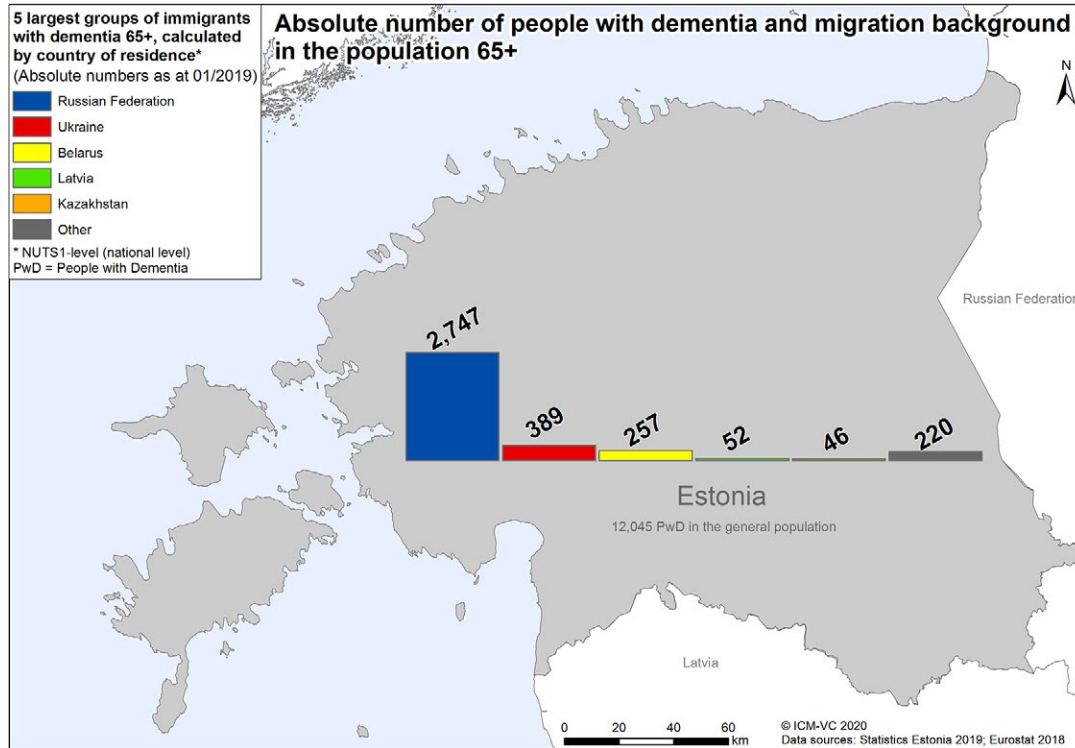 5 largest groups of immigrants
with dementia 65+, calculated
by country of residence*
(Absolute numbers as at 01/2019)
Russian Federation
Ukraine
Belarus
Latvia
Kazakhstan
Other
* NUTS1-level (national level)
PwD = People with Dementia
Absolute number of people with dementia and migration background
in the population 65+
N
Russian Federation
2,747
389
257
52
46
220
Estonia
12,045 PwD in the general population
Latvia
0 20 40 60
km
© ICM-VC 2020
Data sources: Statistics Estonia 2019; Eurostat 2018